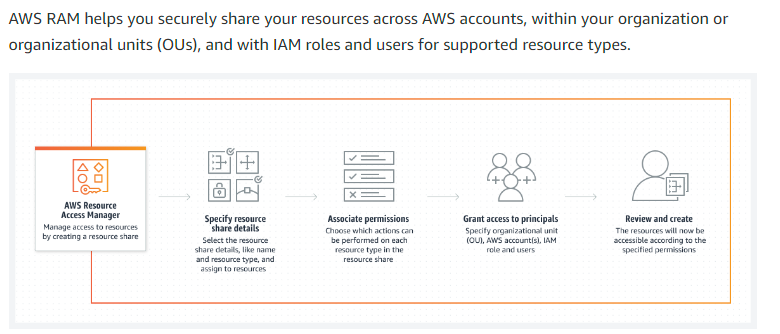 AWS RAM helps you securely share your resources across AWS accounts, within your organization or
organizational units (OUs), and with IAM roles and users for supported resource types.
AWS Resource
Access Manager
Manage access to resources
by creating a resource share
Specify resource
share details
Select the resource
share details, like name
and resource type, and
assign to resources
Associate permissions
Choose which actions can
be performed on each
resource type in the
resource share
Grant access to principals
Specify organizational unit
(OU), AWS account(s), IAM
role and users
Review and create
The resources will now be
accessible according to the
specified permissions